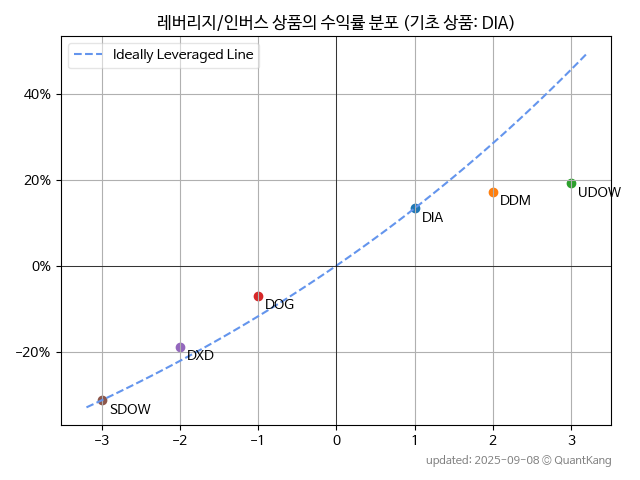 레버리지/인버스 상품의 수익률 분포 (기초 상품: DIA)
Ideally Leveraged Line
40%
20%
0%
−20%
UDOW
DDM
DIA
DOG
DXD
SDOW
−3 −2 −1 0 1 2 3
updated: 2025-09-08 © QuantKang